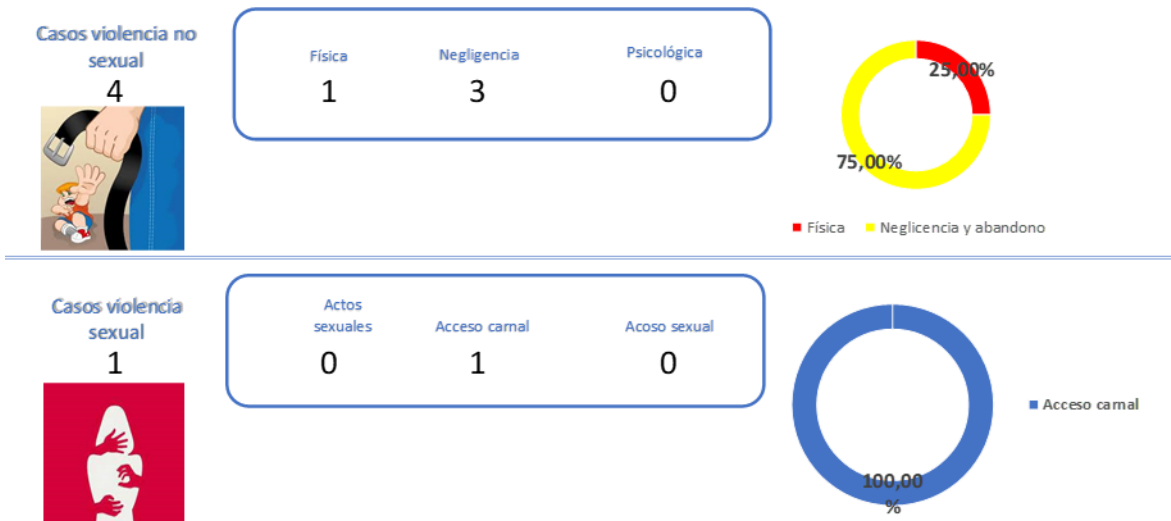 Casos violencia no
sexual
4
Física
Negligencia
Psicológica
1
3
0
25,00%
75,00%
Física
Neglicencia y abandono
Casos violencia
sexual
1
Actos
sexuales
Acceso carnal
Acoso sexual
0
1
0
100,00
%
Acceso carnal